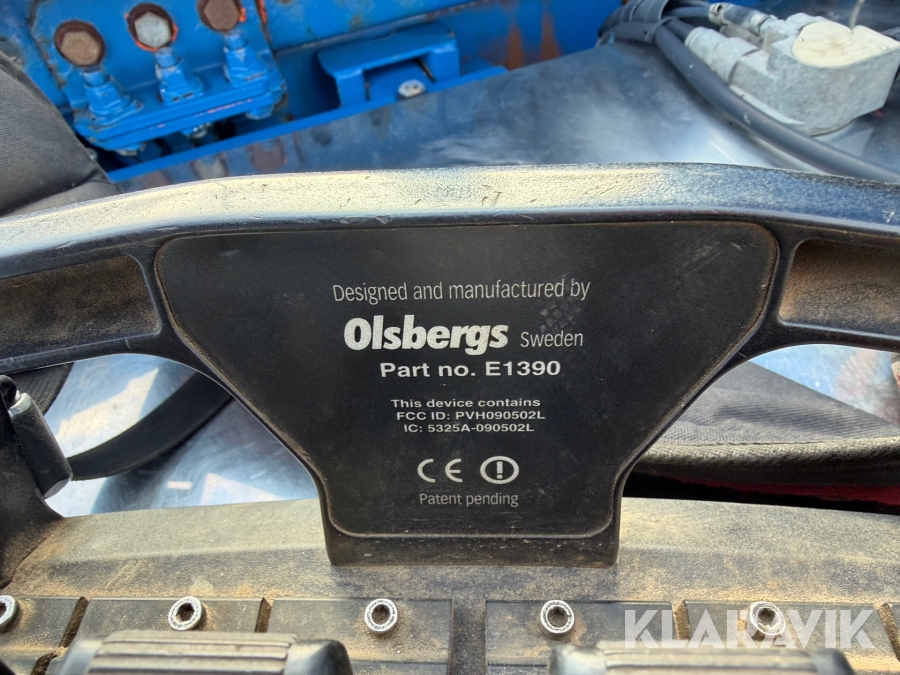 Designed and manufactured by
Olsbergs Sweden
Part no. E1390
This device contains
FCC ID: PVH090502L
IC: 5325A-090502L
CE
Patent pending
KLARAVIK